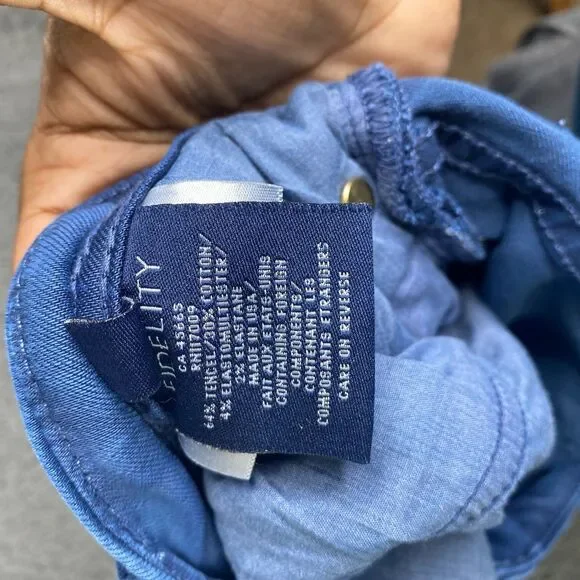 FIDELITY
CA 45665
RN117009
64% TENCEL/30% COTTON/
4% ELASTOMULTIESTER/
2% ELASTANE
MADE IN USA/
FAIT AUX ETATS UNIS
CONTAINING FOREIGN
COMPONENTS/
CONTENANT LES
COMPOSANTS ETRANGERS
CARE ON REVERSE